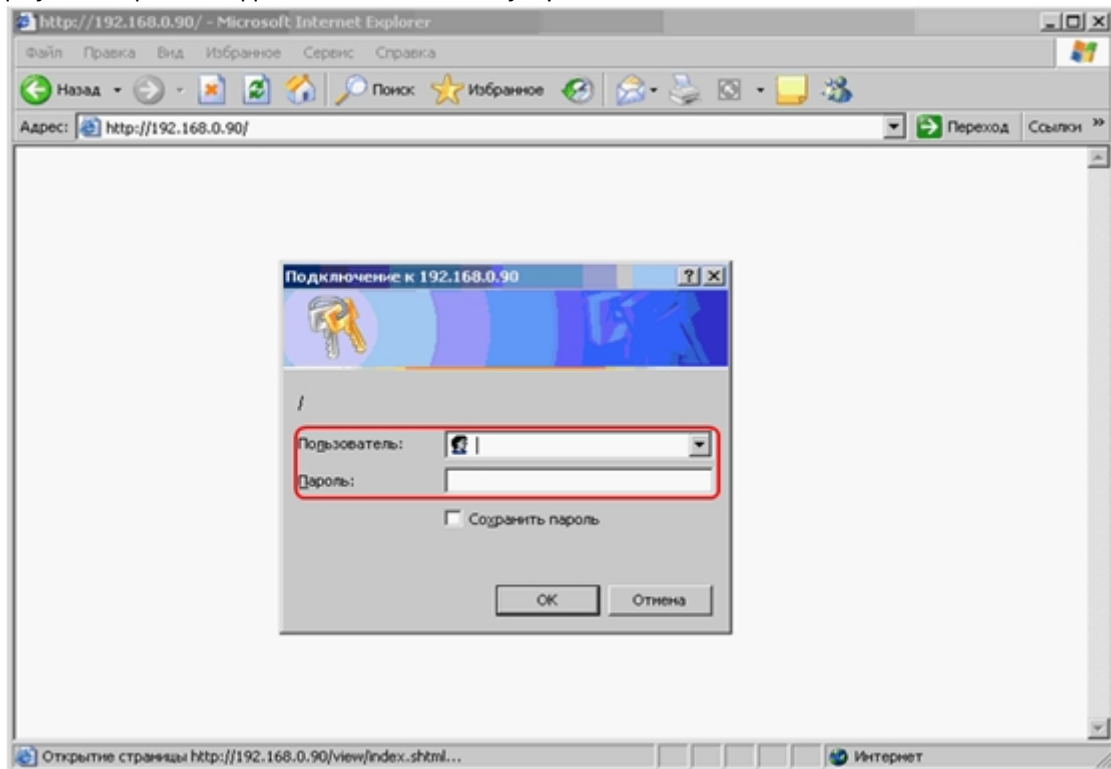 http://192.168.0.90/ - Microsoft Internet Explorer
Файл Правка Вид Избранное Сервис Справка
Назад Поиск Избранное
Адрес: http://192.168.0.90/ Переход Ссылки »
Подключение к 192.168.0.90
/
Пользователь:
Пароль:
Сохранить пароль
OK Отмена
Открытие страницы http://192.168.0.90/view/index.shtml... Интернет